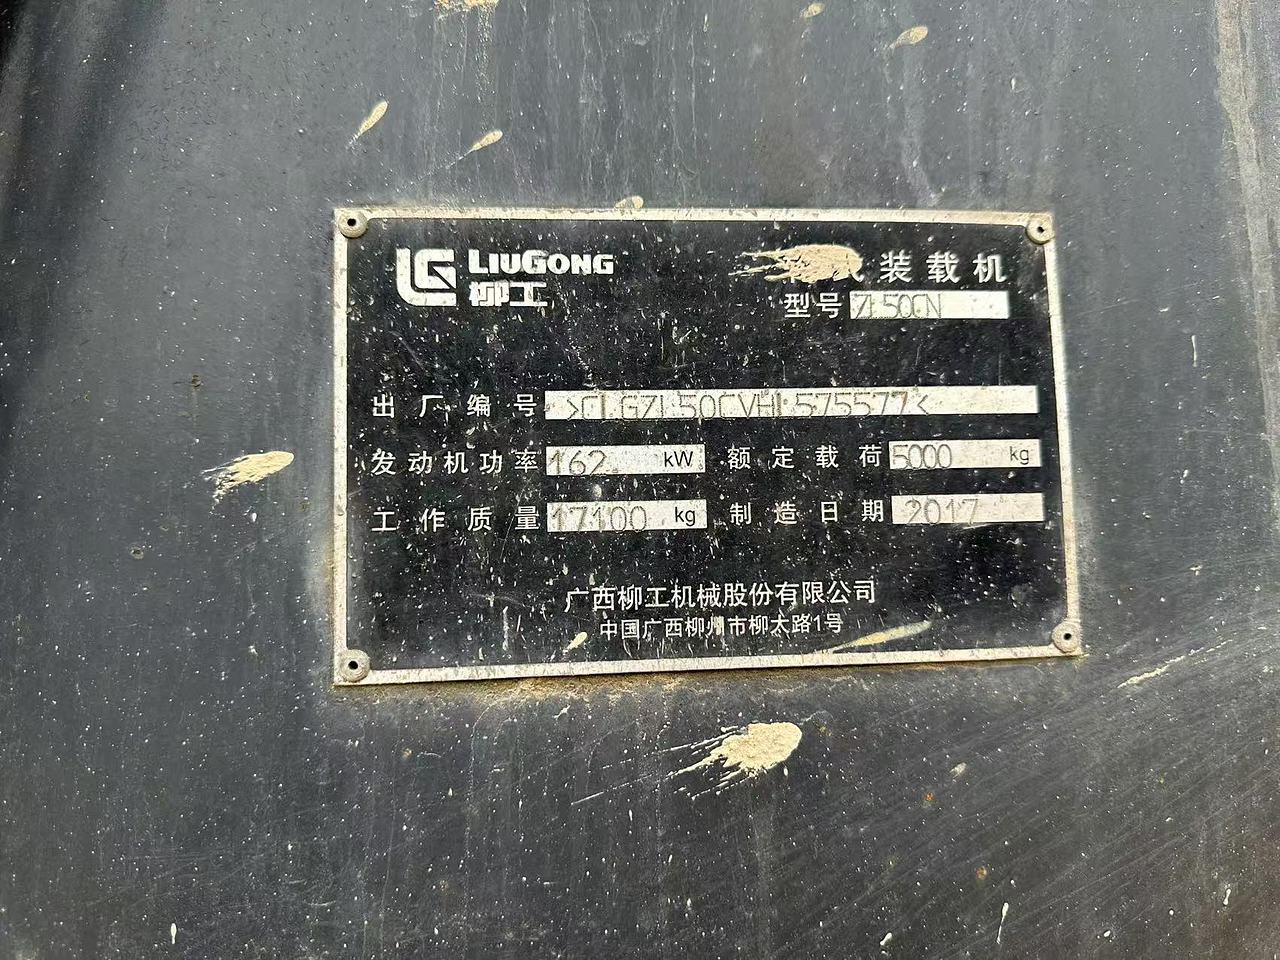 LG LIUGONG
柳工
式装载机
型号 ZL50CN
出厂编号 >CLGZL50CVHL575577<
发动机功率 162 kW 额定载荷 5000 kg
工作质量 17100 kg 制造日期 2017
广西柳工机械股份有限公司
中国广西柳州市柳太路1号